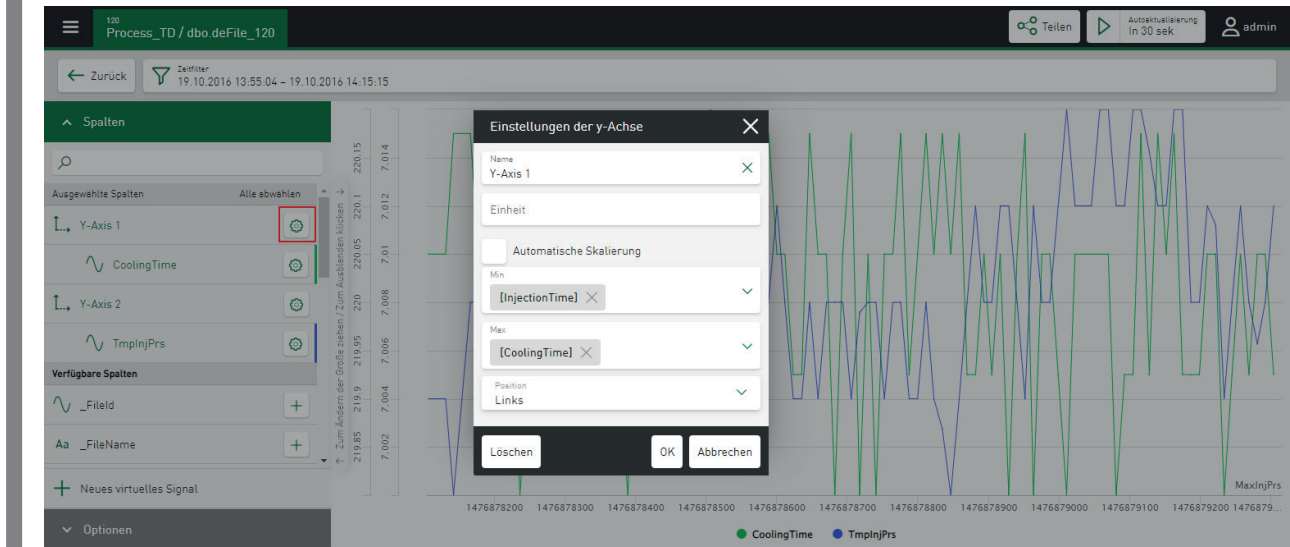 120
Process_TD / dbo.deFile_120
Teilen
Autoaktualisierung
In 30 sek
admin
Zurück
Zeitfilter
19.10.2016 13:55:04 – 19.10.2016 14:15:15
Spalten
Ausgewählte Spalten
Alle abwählen
Y-Axis 1
CoolingTime
Y-Axis 2
TmpInjPrs
Verfügbare Spalten
_FileId
Aa _FileName
Neues virtuelles Signal
Optionen
← Zum Ändern der Größe ziehen / Zum Ausblenden klicken →
220.15
220.1
220.05
220
219.95
219.9
219.85
7.014
7.012
7.01
7.008
7.006
7.004
7.002
Einstellungen der y-Achse
Name
Y-Axis 1
Einheit
Automatische Skalierung
Min
[InjectionTime]
Max
[CoolingTime]
Position
Links
Löschen
OK
Abbrechen
MaxInjPrs
1476878200 1476878300 1476878400 1476878500 1476878600 1476878700 1476878800 1476878900 1476879000 1476879100 1476879200 1476879...
CoolingTime TmpInjPrs